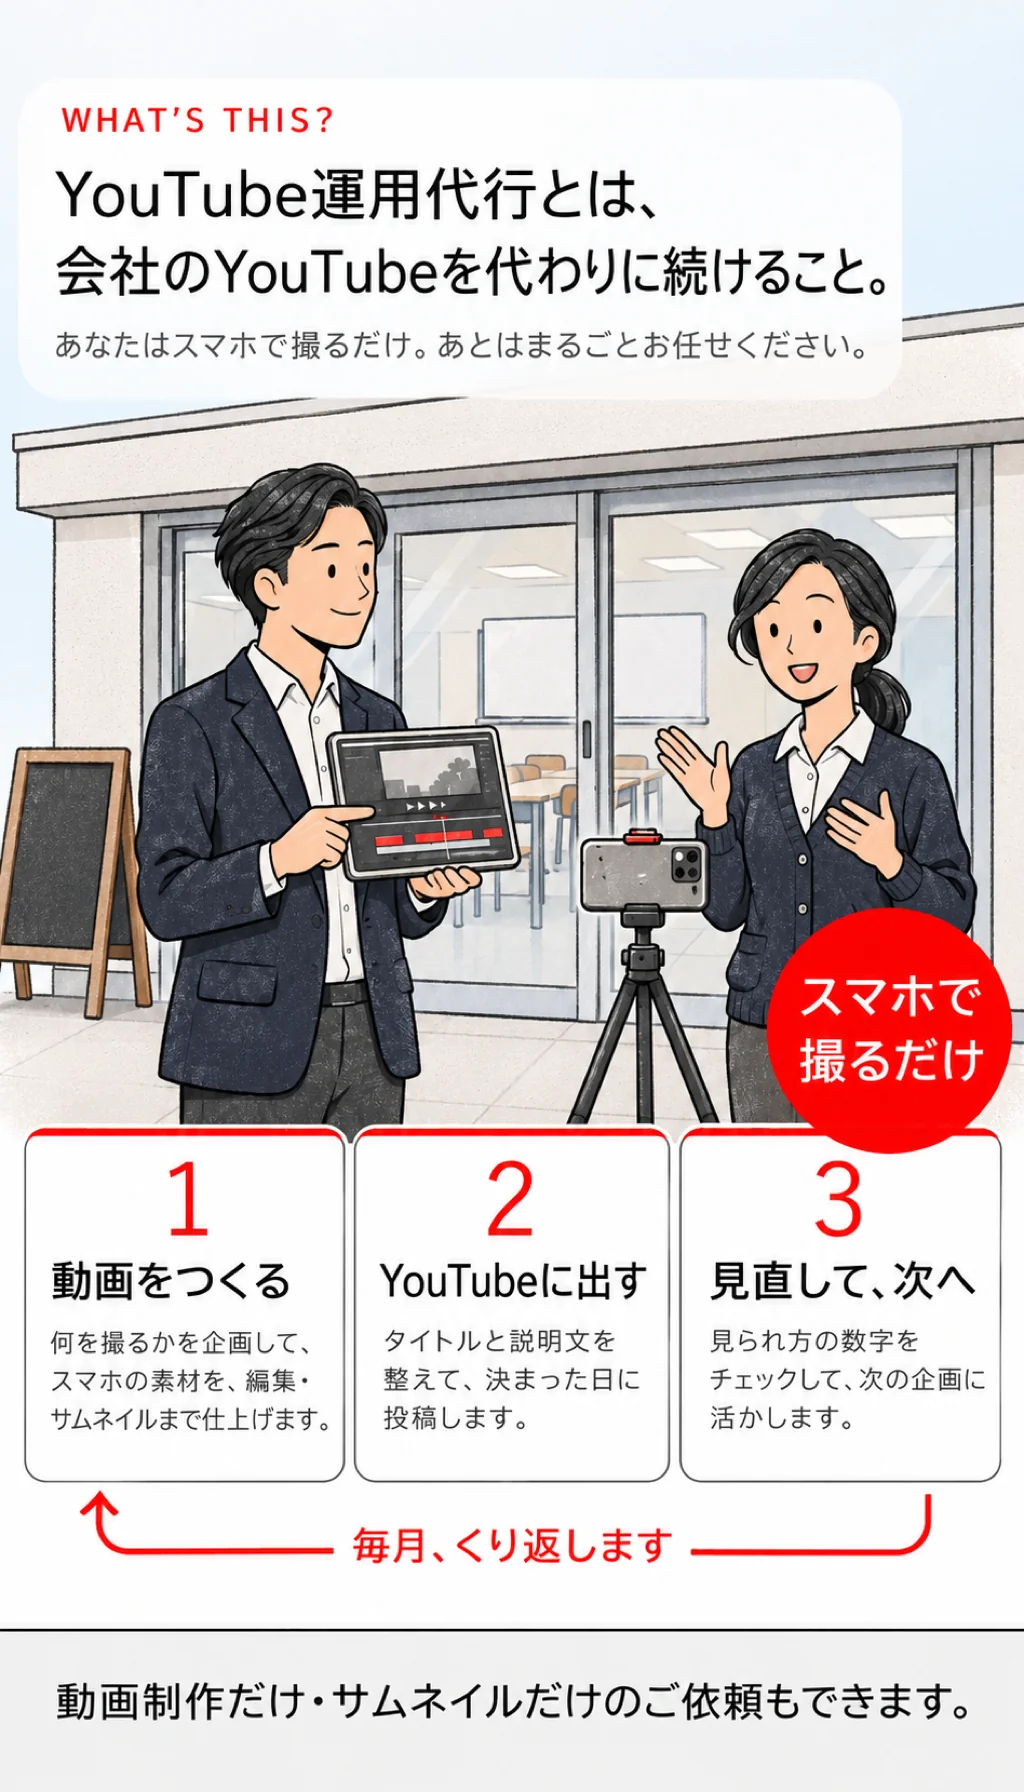 WHAT'S THIS?
YouTube運用代行とは、
会社のYouTubeを代わりに続けること。
あなたはスマホで撮るだけ。あとはまるごとお任せください。
スマホで
撮るだけ
1
動画をつくる
何を撮るかを企画して、
スマホの素材を、編集・
サムネイルまで仕上げます。
2
YouTubeに出す
タイトルと説明文を
整えて、決まった日に
投稿します。
3
見直して、次へ
見られ方の数字を
チェックして、次の企画に
活かします。
毎月、くり返します
動画制作だけ・サムネイルだけのご依頼もできます。